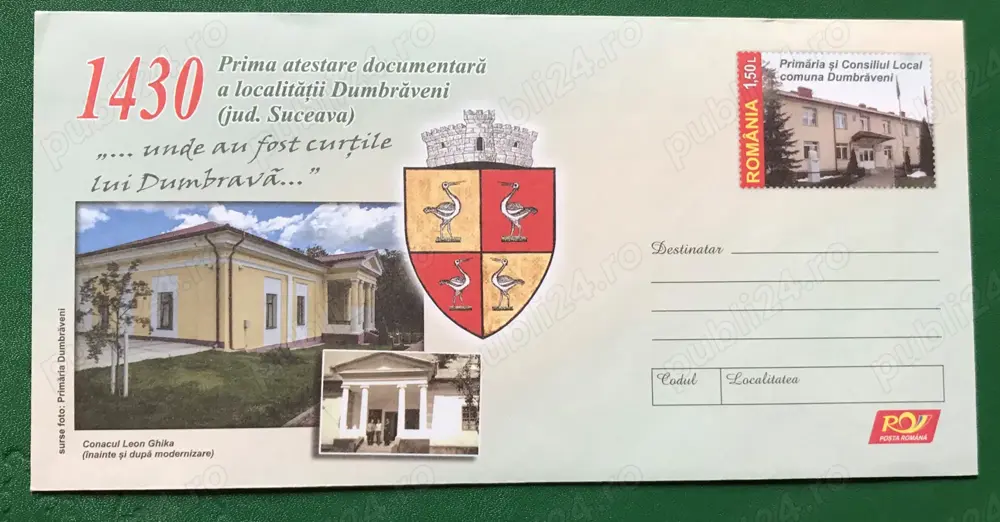 1430
Prima atestare documentară
a localității Dumbrăveni
(jud. Suceava)
„... unde au fost curțile
lui Dumbravă...”
surse foto: Primăria Dumbrăveni
Conacul Leon Ghika
(înainte și după modernizare)
ROMÂNIA 1,50L
Primăria și Consiliul Local
comuna Dumbrăveni
Destinatar
Codul Localitatea
POȘTA ROMÂNĂ
publi24.ro